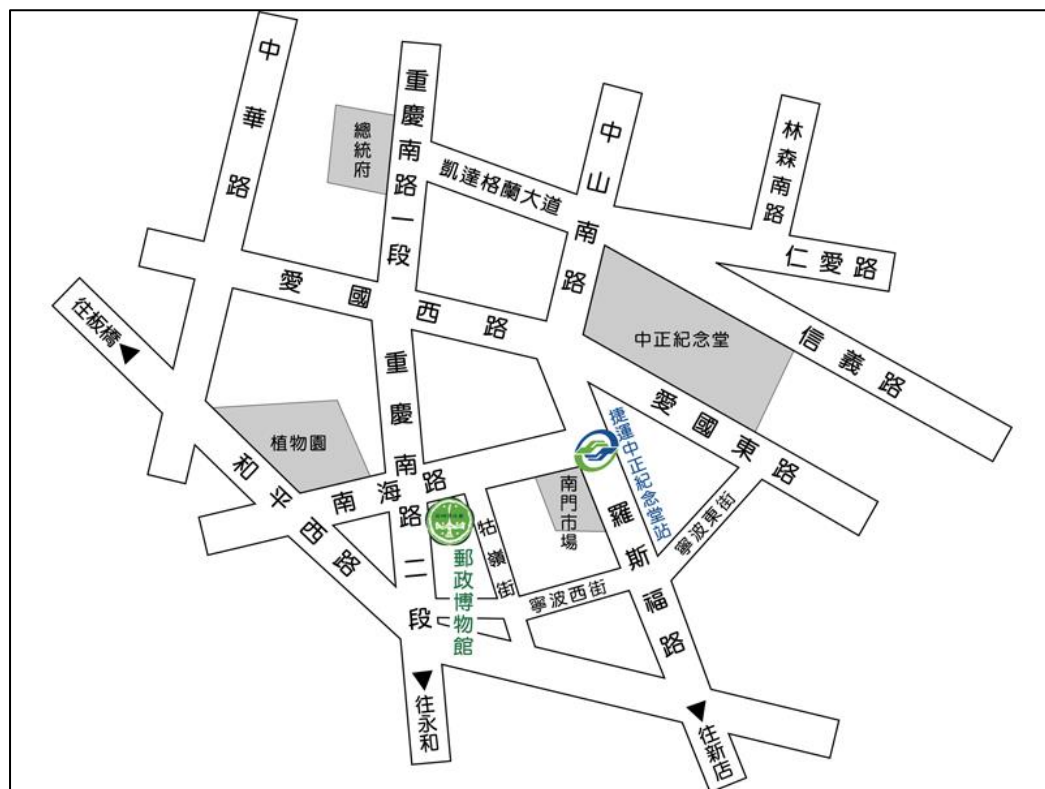 中華路
重慶南路一段
總統府
凱達格蘭大道
中山南路
林森南路
仁愛路
信義路
愛國西路
中正紀念堂
愛國東路
往板橋
植物園
重慶南路二段
南海路
和平西路
捷運中正紀念堂站
南門市場
羅斯福路
寧波東街
牯嶺街
郵政博物館
寧波西街
往永和
往新店